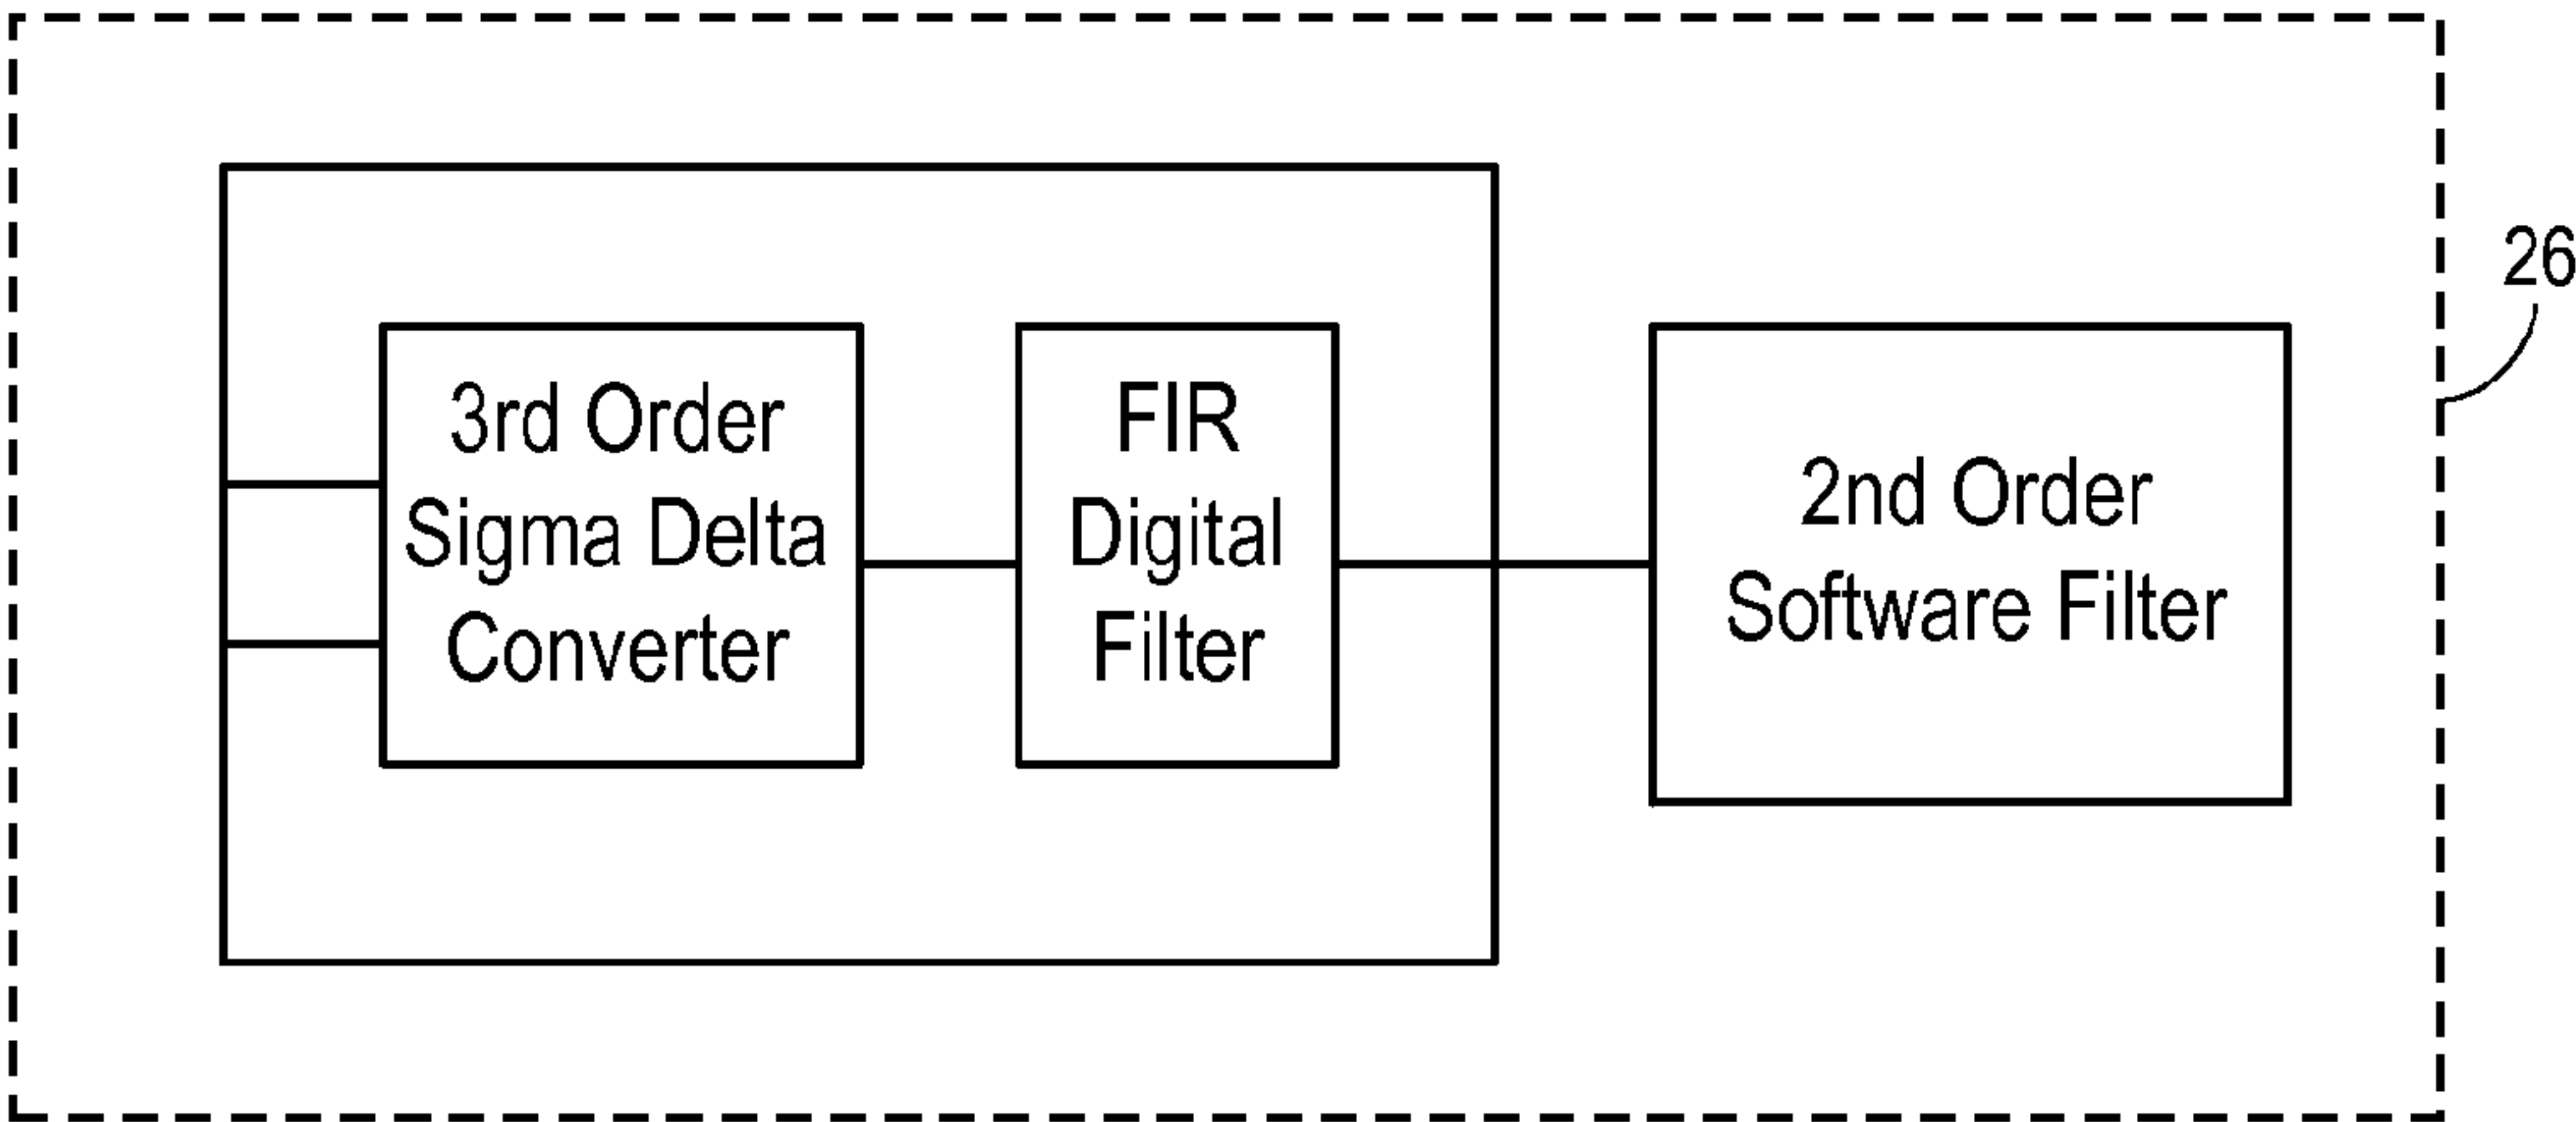 3rd Order
Sigma Delta
Converter
FIR
Digital
Filter
2nd Order
Software Filter
26